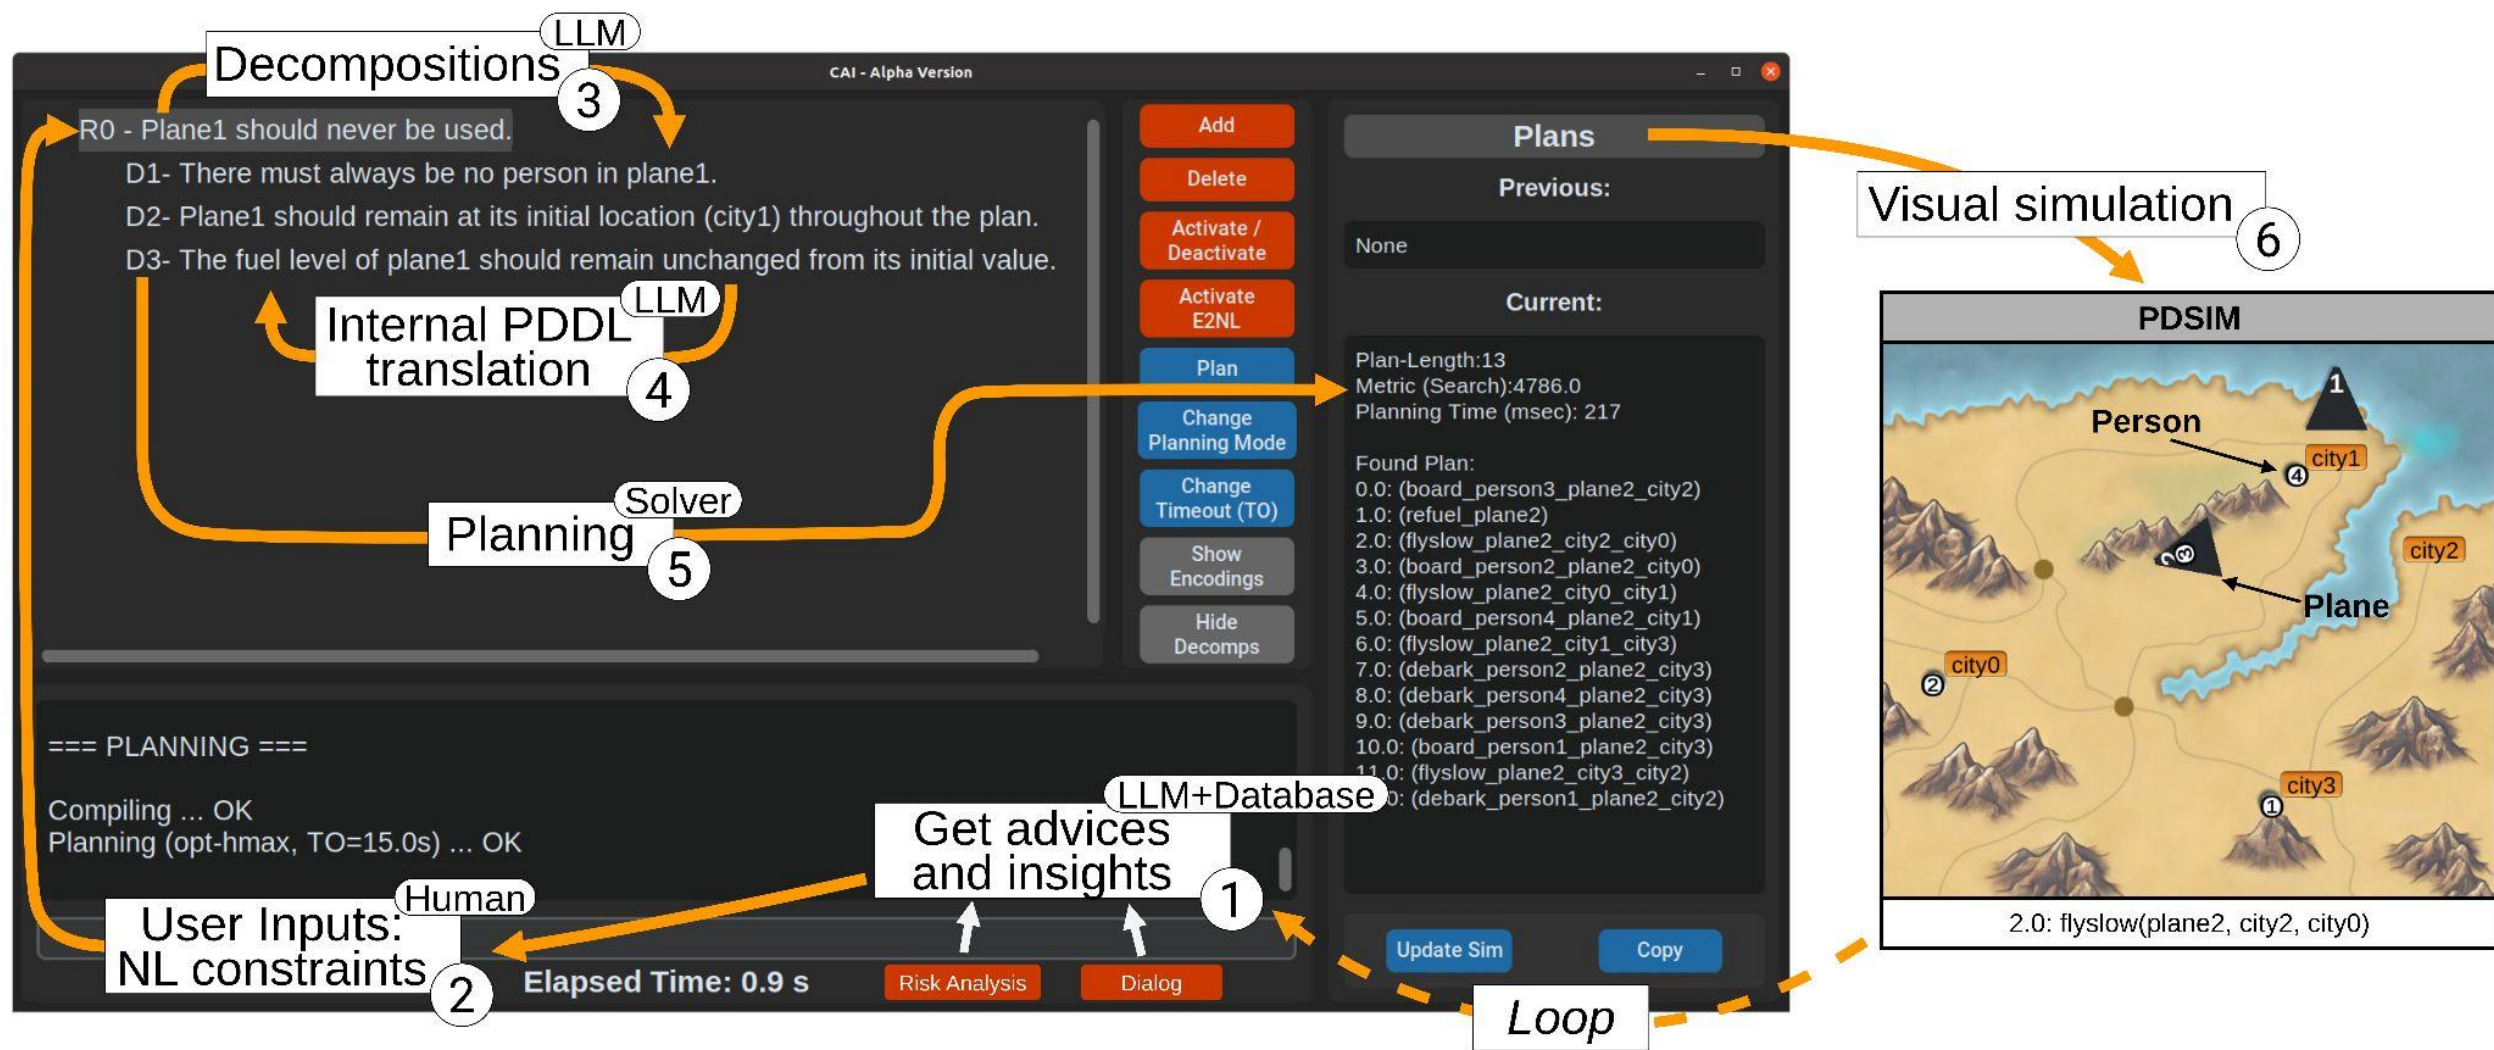 LLM
Decompositions
3
CAI - Alpha Version
R0 - Plane1 should never be used.
D1- There must always be no person in plane1.
D2- Plane1 should remain at its initial location (city1) throughout the plan.
D3- The fuel level of plane1 should remain unchanged from its initial value.
LLM
Internal PDDL
translation
4
Solver
Planning
5
=== PLANNING ===
Compiling ... OK
Planning (opt-hmax, TO=15.0s) ... OK
LLM+Database
Get advices
and insights
1
Human
User Inputs:
NL constraints
2
Elapsed Time: 0.9 s
Risk Analysis
Dialog
Add
Delete
Activate /
Deactivate
Activate
E2NL
Plan
Change
Planning Mode
Change
Timeout (TO)
Show
Encodings
Hide
Decomps
Plans
Previous:
None
Current:
Plan-Length:13
Metric (Search):4786.0
Planning Time (msec): 217
Found Plan:
0.0: (board_person3_plane2_city2)
1.0: (refuel_plane2)
2.0: (flyslow_plane2_city2_city0)
3.0: (board_person2_plane2_city0)
4.0: (flyslow_plane2_city0_city1)
5.0: (board_person4_plane2_city1)
6.0: (flyslow_plane2_city1_city3)
7.0: (debark_person2_plane2_city3)
8.0: (debark_person4_plane2_city3)
9.0: (debark_person3_plane2_city3)
10.0: (board_person1_plane2_city3)
11.0: (flyslow_plane2_city3_city2)
0: (debark_person1_plane2_city2)
Update Sim
Copy
Loop
Visual simulation
6
PDSIM
1
Person
city1
4
city2
2
3
Plane
city0
2
city3
1
2.0: flyslow(plane2, city2, city0)